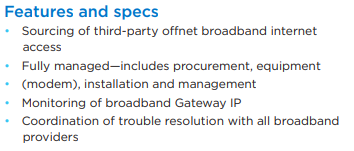 Features and specs
• Sourcing of third-party offnet broadband internet
access
• Fully managed—includes procurement, equipment
• (modem), installation and management
• Monitoring of broadband Gateway IP
• Coordination of trouble resolution with all broadband
providers